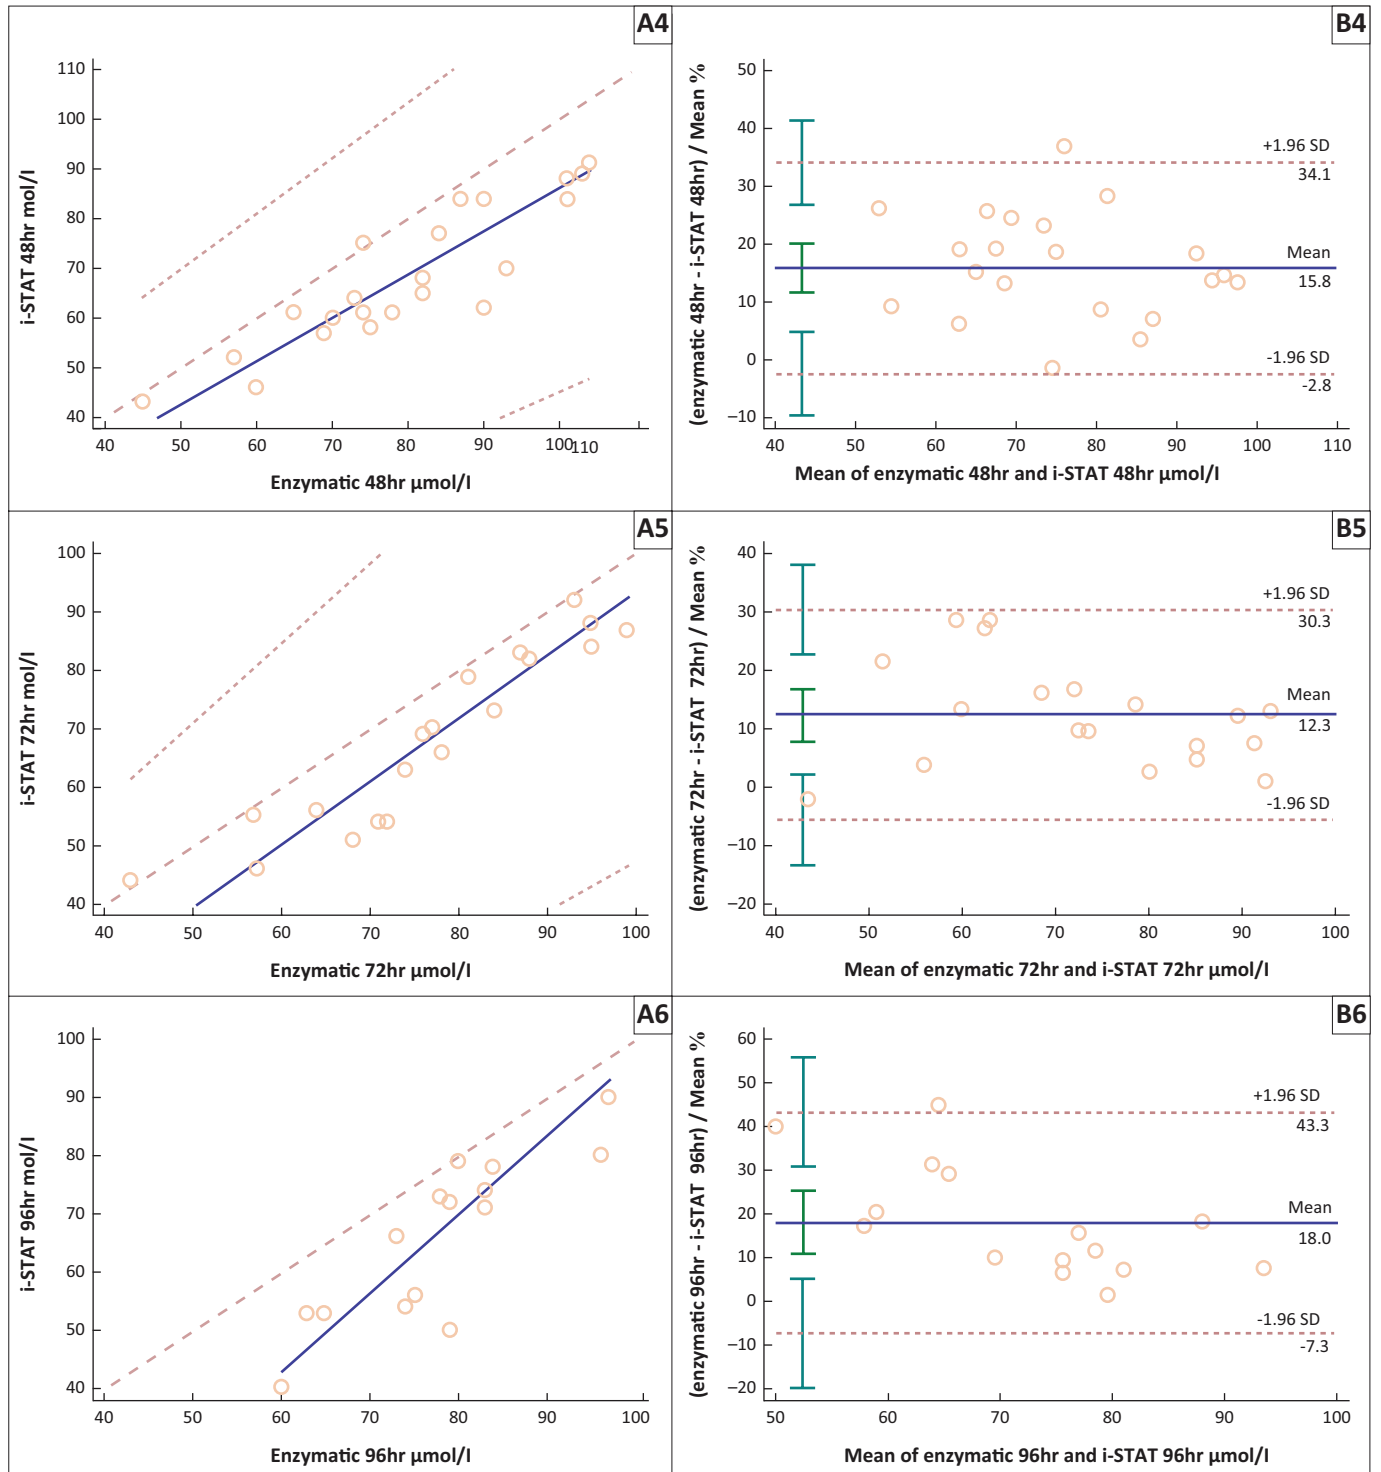 A4
i-STAT 48hr mol/l
110
100
90
80
70
60
50
40
40 50 60 70 80 90 100 110
Enzymatic 48hr µmol/l
B4
(enzymatic 48hr - i-STAT 48hr) / Mean %
50
40
30
20
10
0
−10
+1.96 SD
34.1
Mean
15.8
-1.96 SD
-2.8
40 50 60 70 80 90 100 110
Mean of enzymatic 48hr and i-STAT 48hr µmol/l
A5
i-STAT 72hr mol/l
100
90
80
70
60
50
40
40 50 60 70 80 90 100
Enzymatic 72hr µmol/l
B5
(enzymatic 72hr - i-STAT 72hr) / Mean %
40
30
20
10
0
−10
−20
+1.96 SD
30.3
Mean
12.3
-1.96 SD
40 50 60 70 80 90 100
Mean of enzymatic 72hr and i-STAT 72hr µmol/l
A6
i-STAT 96hr mol/l
100
90
80
70
60
50
40
40 60 70 80 90 100
Enzymatic 96hr µmol/l
B6
(enzymatic 96hr - i-STAT 96hr) / Mean %
60
50
40
30
20
10
0
−10
−20
+1.96 SD
43.3
Mean
18.0
-1.96 SD
-7.3
50 60 70 80 90 100
Mean of enzymatic 96hr and i-STAT 96hr µmol/l